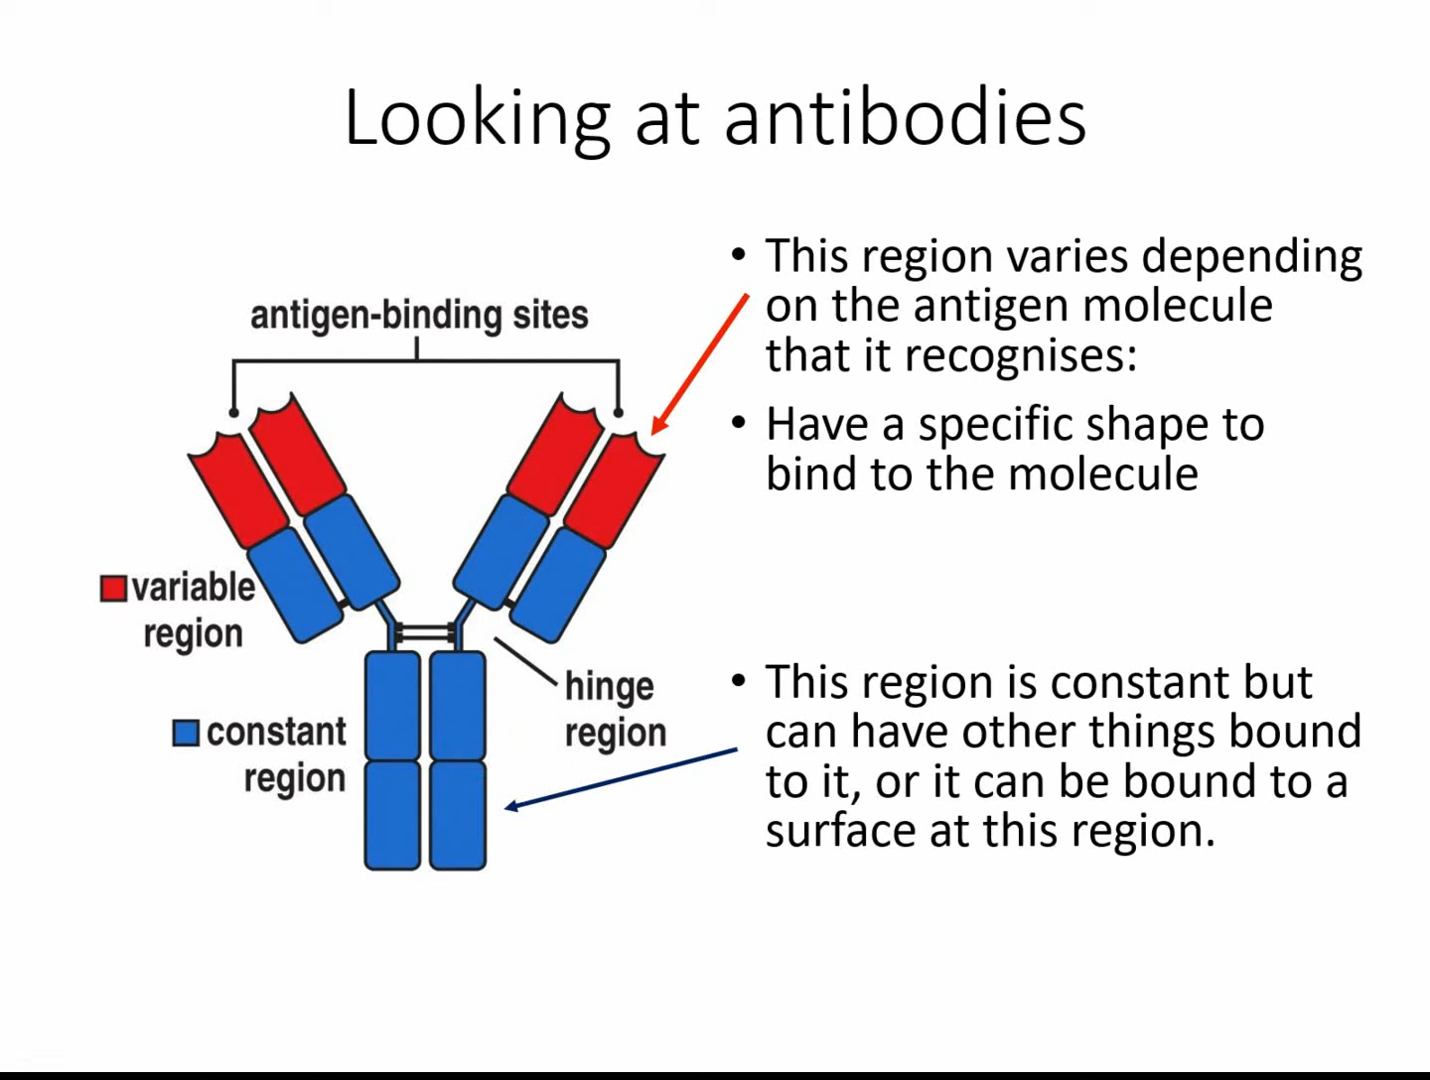 Looking at antibodies
antigen-binding sites
variable
region
constant
region
hinge
region
• This region varies depending
on the antigen molecule
that it recognises:
• Have a specific shape to
bind to the molecule
• This region is constant but
can have other things bound
to it, or it can be bound to a
surface at this region.